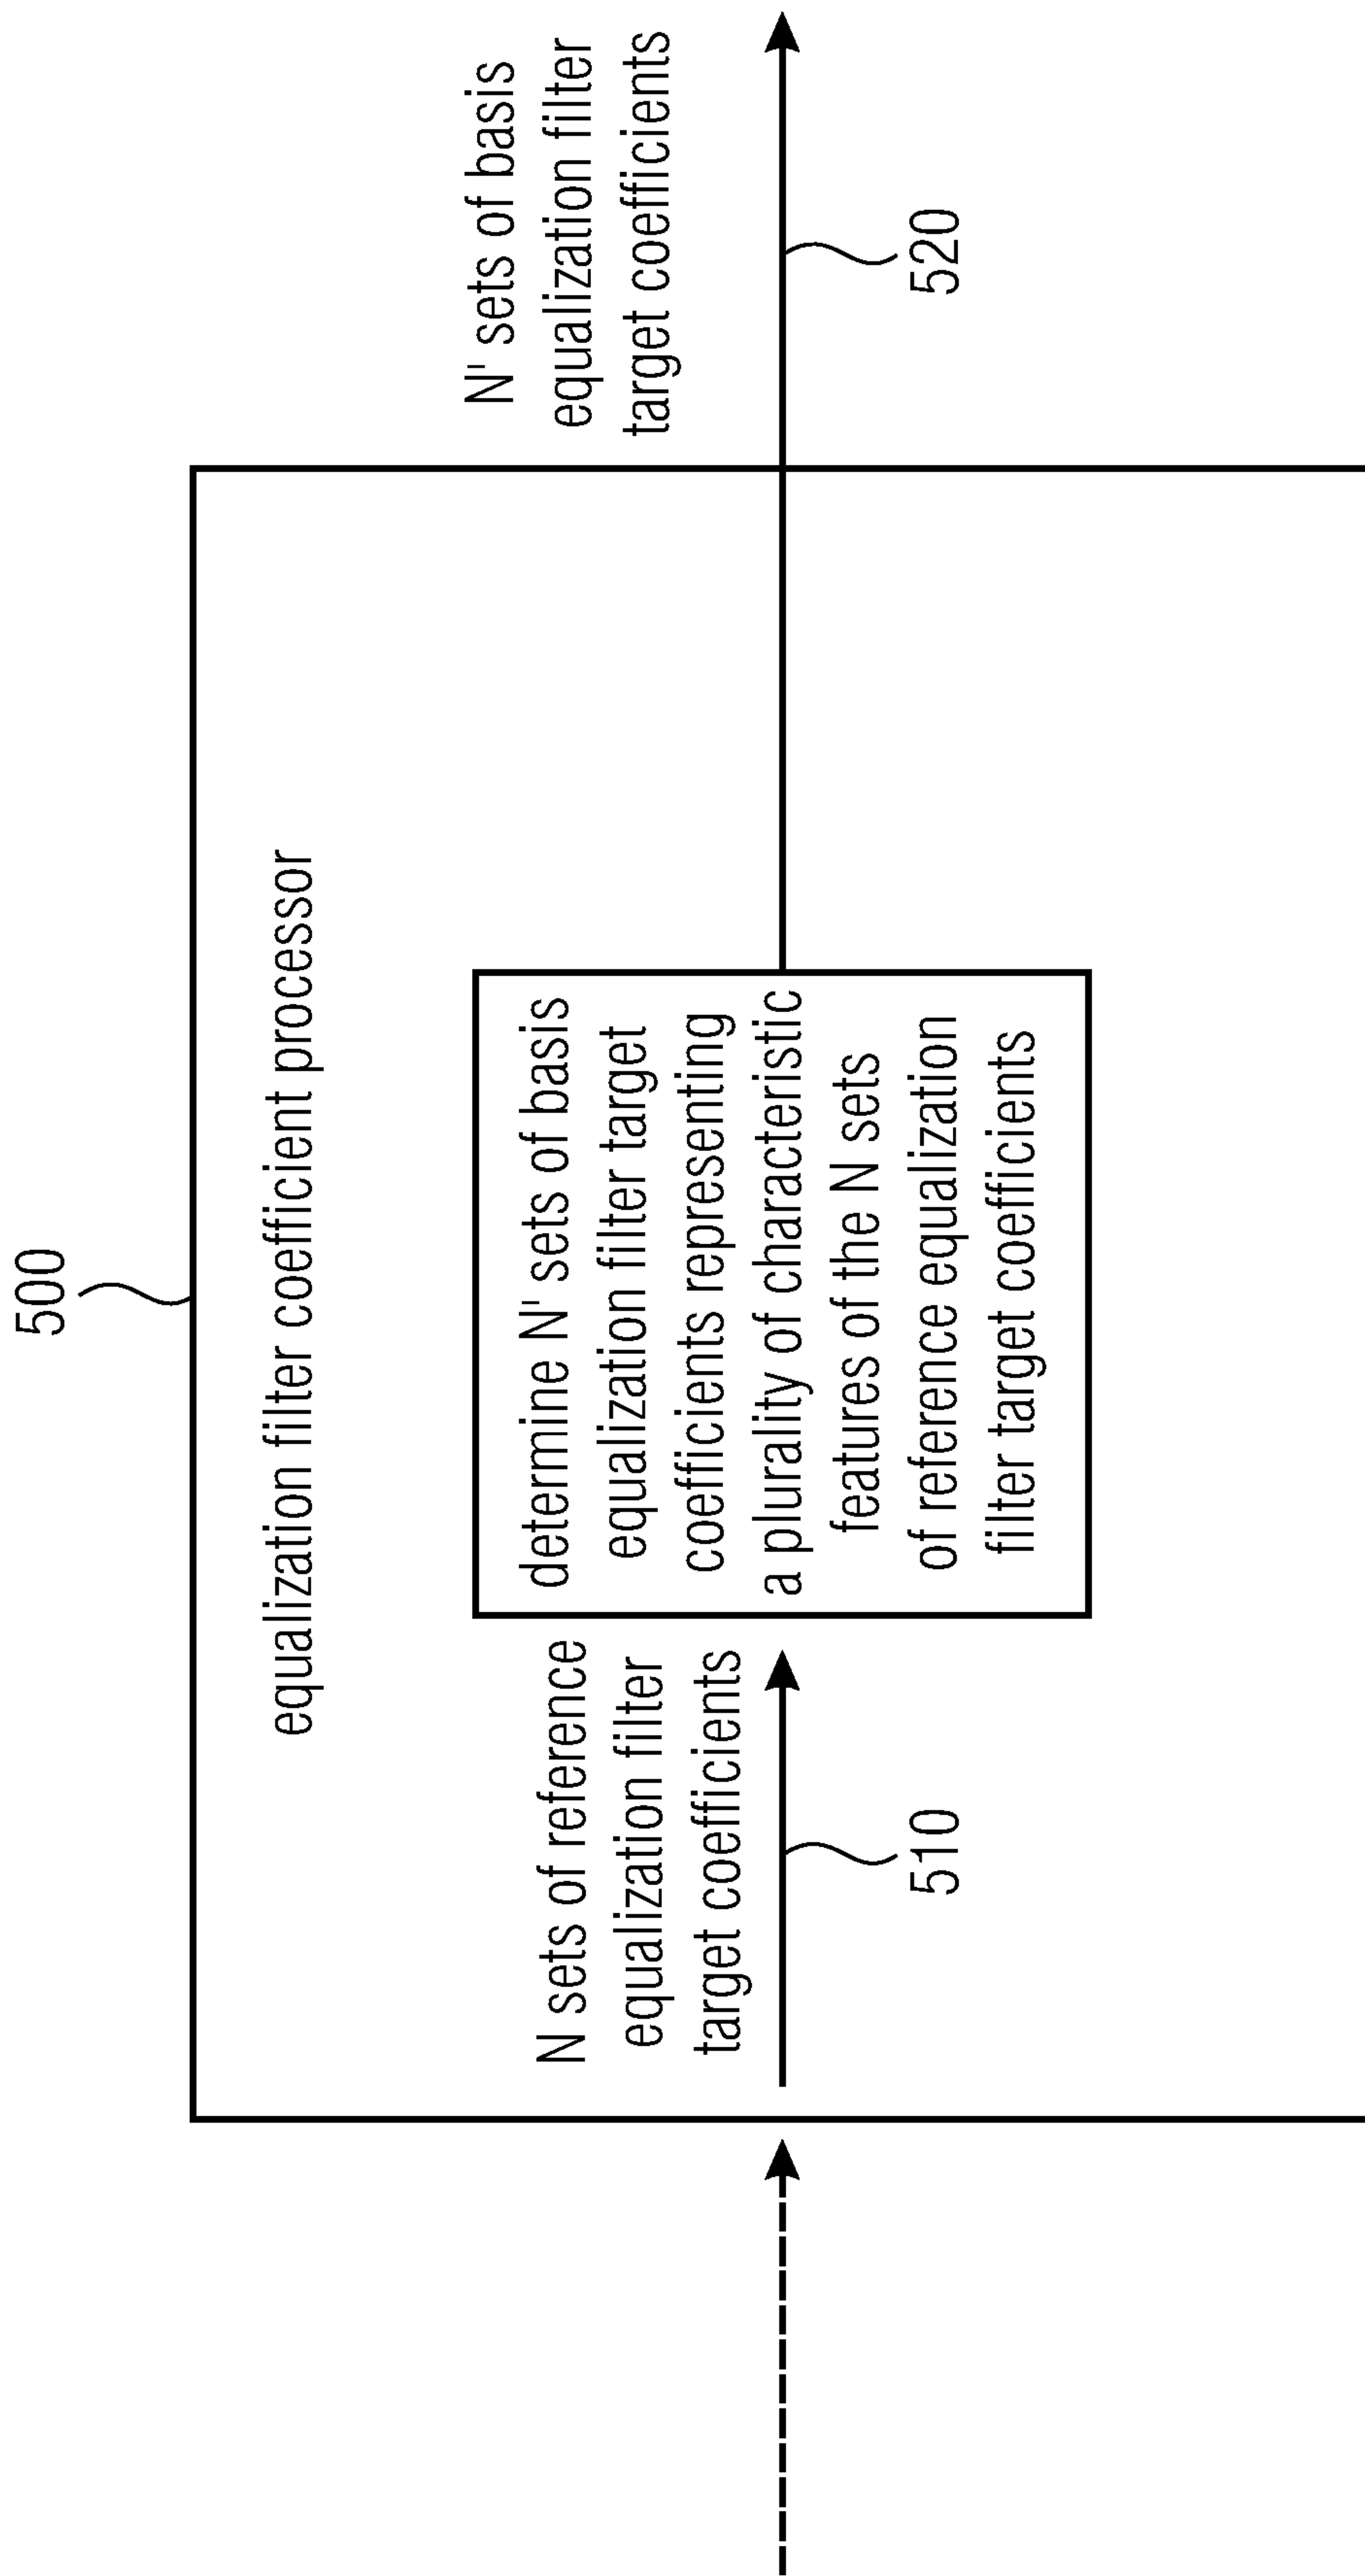 500
equalization filter coefficient processor
N sets of reference
equalization filter
target coefficients
510
determine N' sets of basis
equalization filter target
coefficients representing
a plurality of characteristic
features of the N sets
of reference equalization
filter target coefficients
N' sets of basis
equalization filter
target coefficients
520